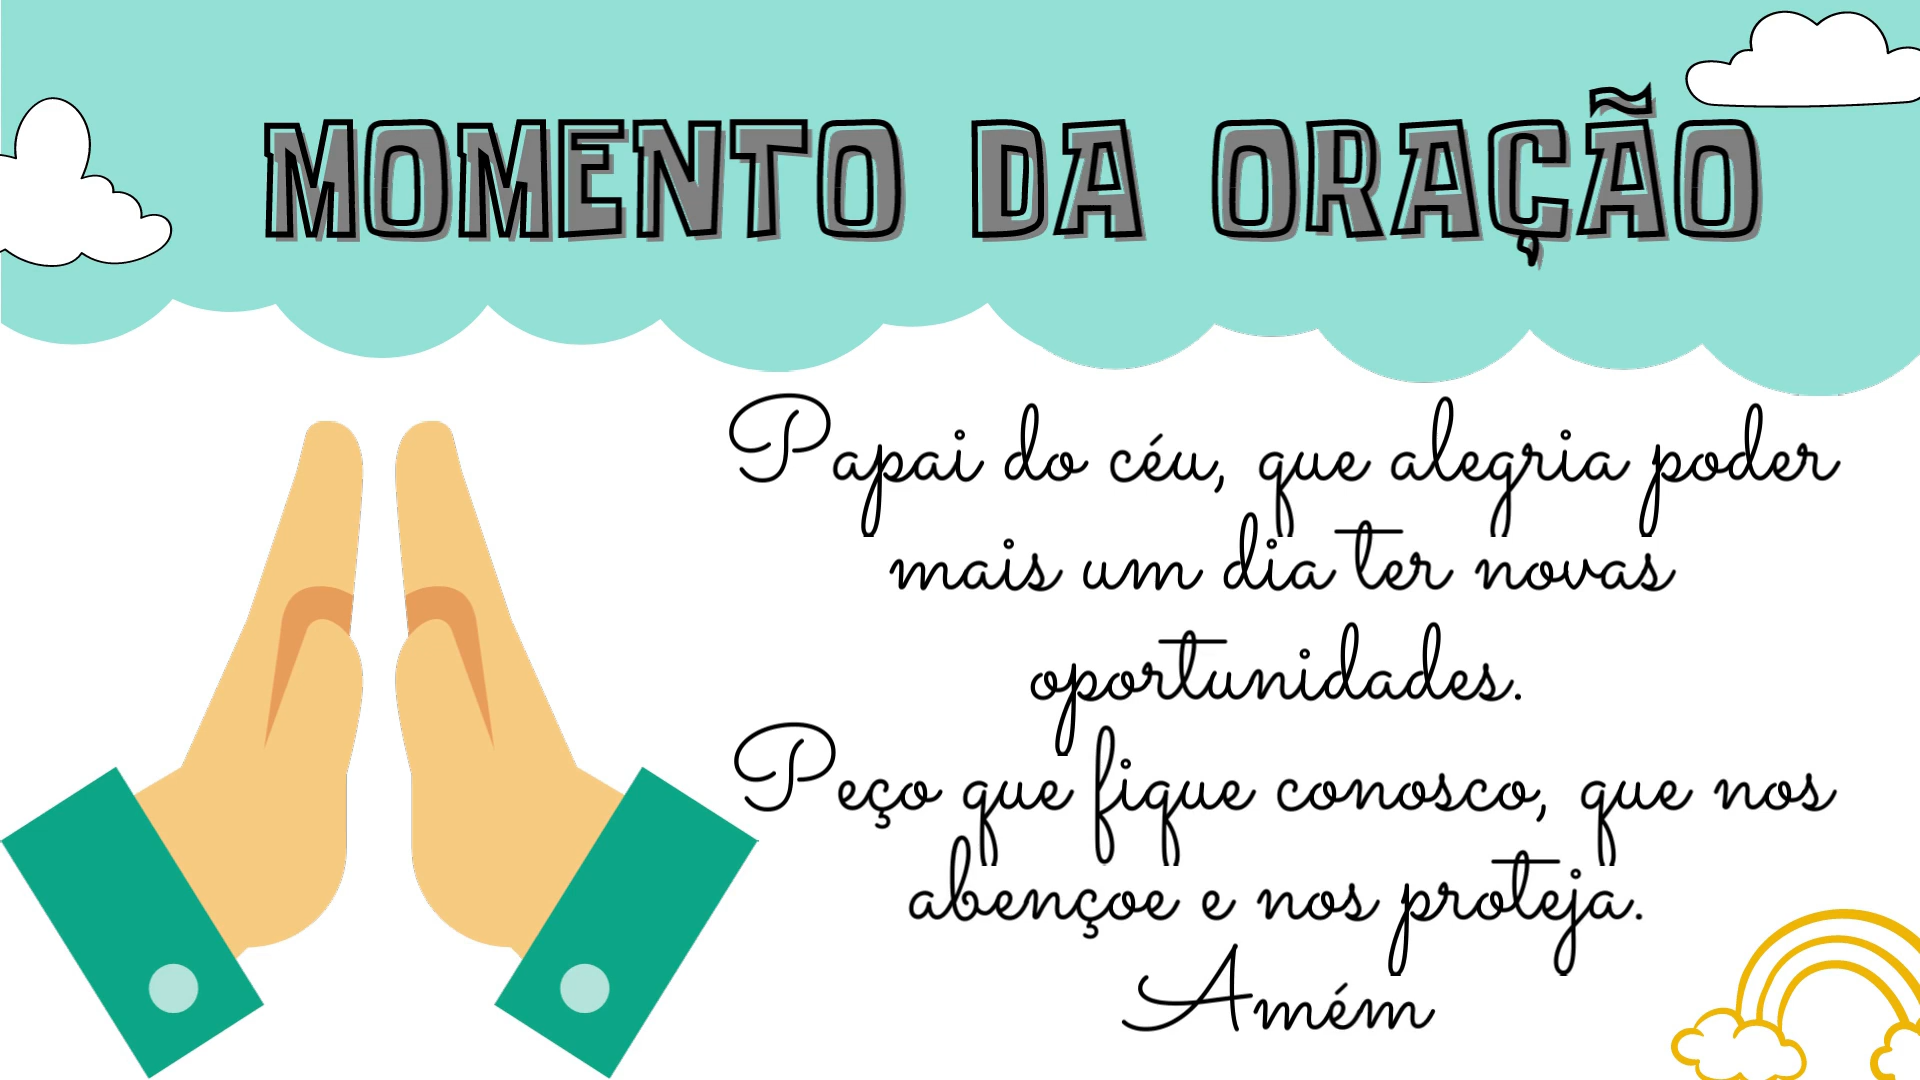 MOMENTO DA ORAÇÃO
Papai do céu, que alegria poder
mais um dia ter novas
oportunidades.
Peço que fique conosco, que nos
abençoe e nos proteja.
Amém